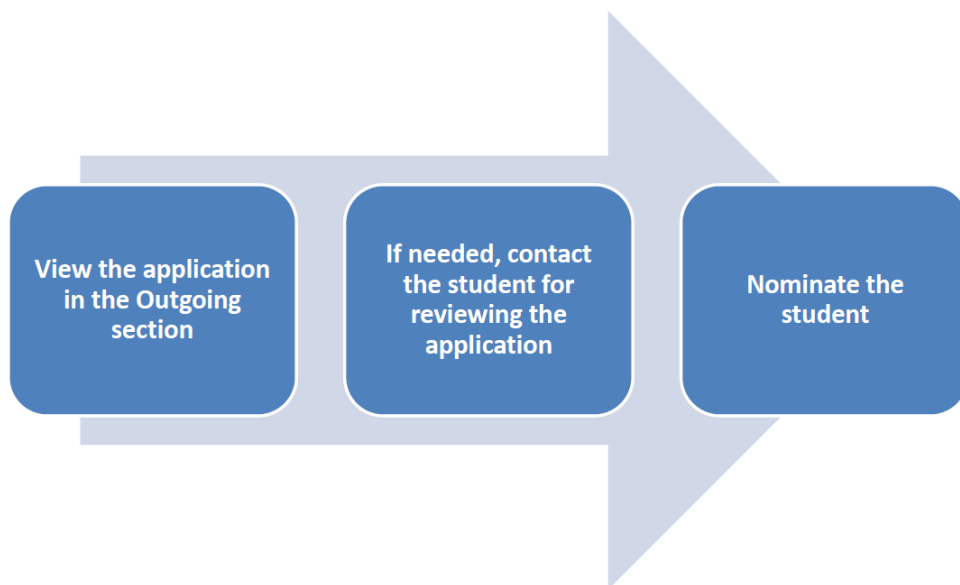 View the application
in the Outgoing
section
If needed, contact
the student for
reviewing the
application
Nominate the
student